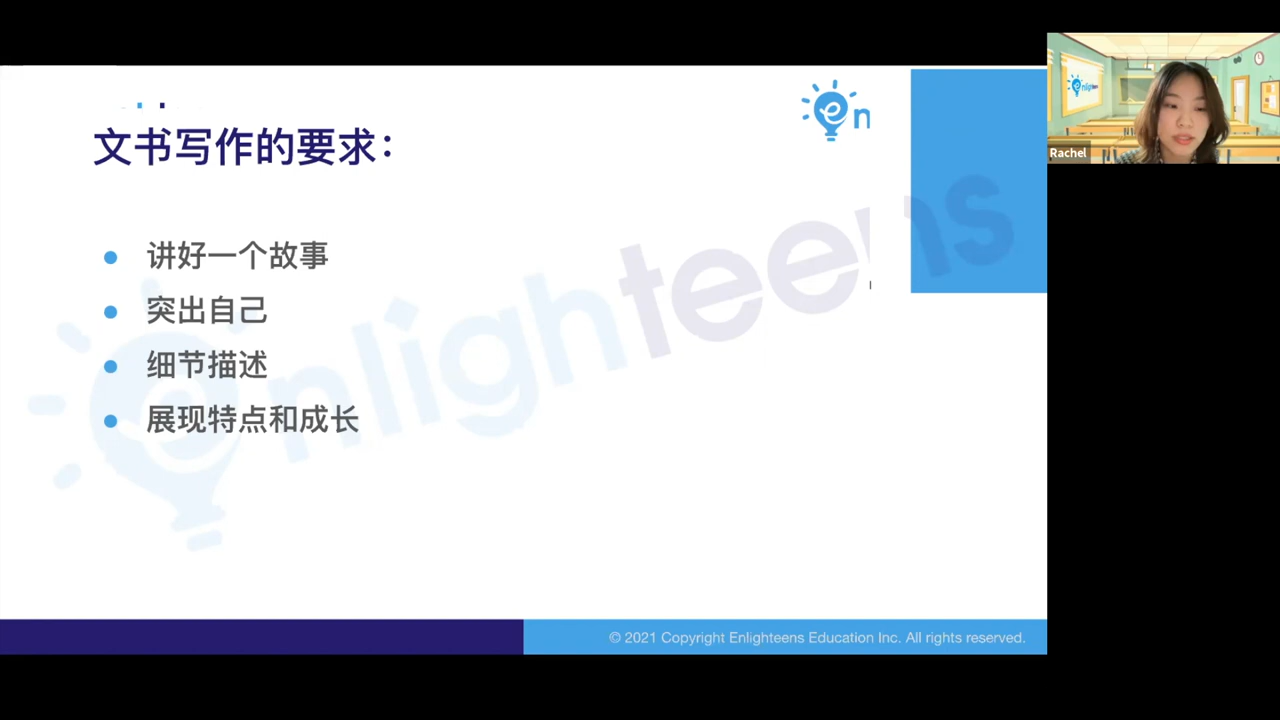 文书写作的要求：
讲好一个故事
突出自己
细节描述
展现特点和成长
en
enlighteens
© 2021 Copyright Enlighteens Education Inc. All rights reserved.
Rachel